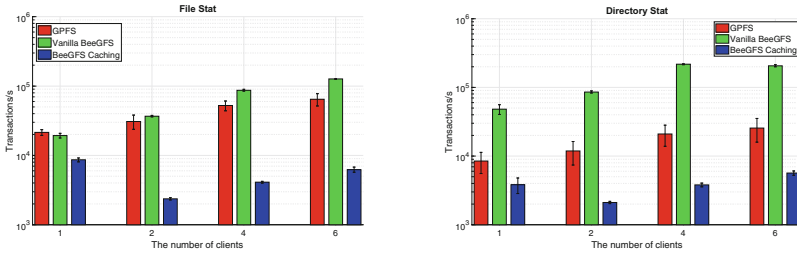 File Stat
10^6
GPFS
Vanilla BeeGFS
BeeGFS Caching
10^5
10^4
10^3
Transactions/s
1 2 4 6
The number of clients
Directory Stat
10^6
GPFS
Vanilla BeeGFS
BeeGFS Caching
10^5
10^4
10^3
Transactions/s
1 2 4 6
The number of clients